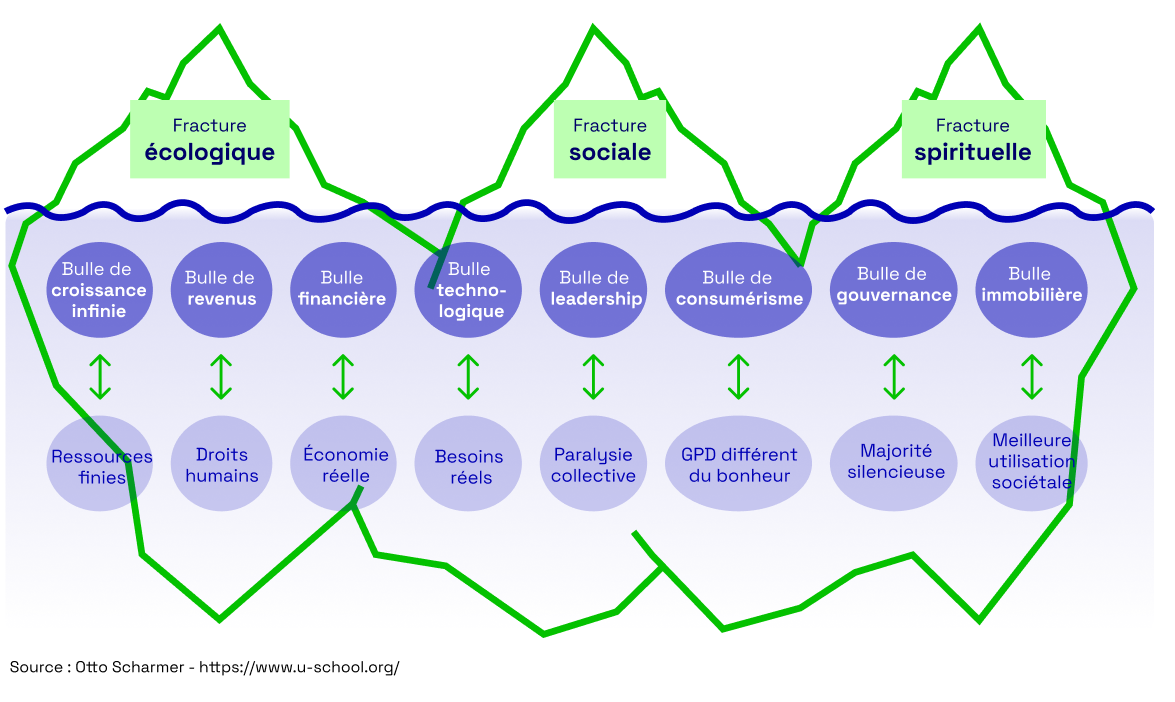 Fracture
écologique
Fracture
sociale
Fracture
spirituelle
Bulle de
croissance
infinie
Bulle de
revenus
Bulle
financière
Bulle
techno-
logique
Bulle de
leadership
Bulle de
consumérisme
Bulle de
gouvernance
Bulle
immobilière
Ressources
finies
Droits
humains
Économie
réelle
Besoins
réels
Paralysie
collective
GPD différent
du bonheur
Majorité
silencieuse
Meilleure
utilisation
sociétale
Source : Otto Scharmer - https://www.u-school.org/